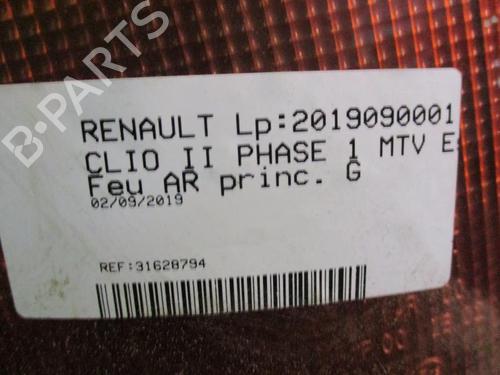 B-PARTS
RENAULT Lp:2019090001
CLIO II PHASE 1 MTV E
Feu AR princ. G
02/09/2019
REF:31628794